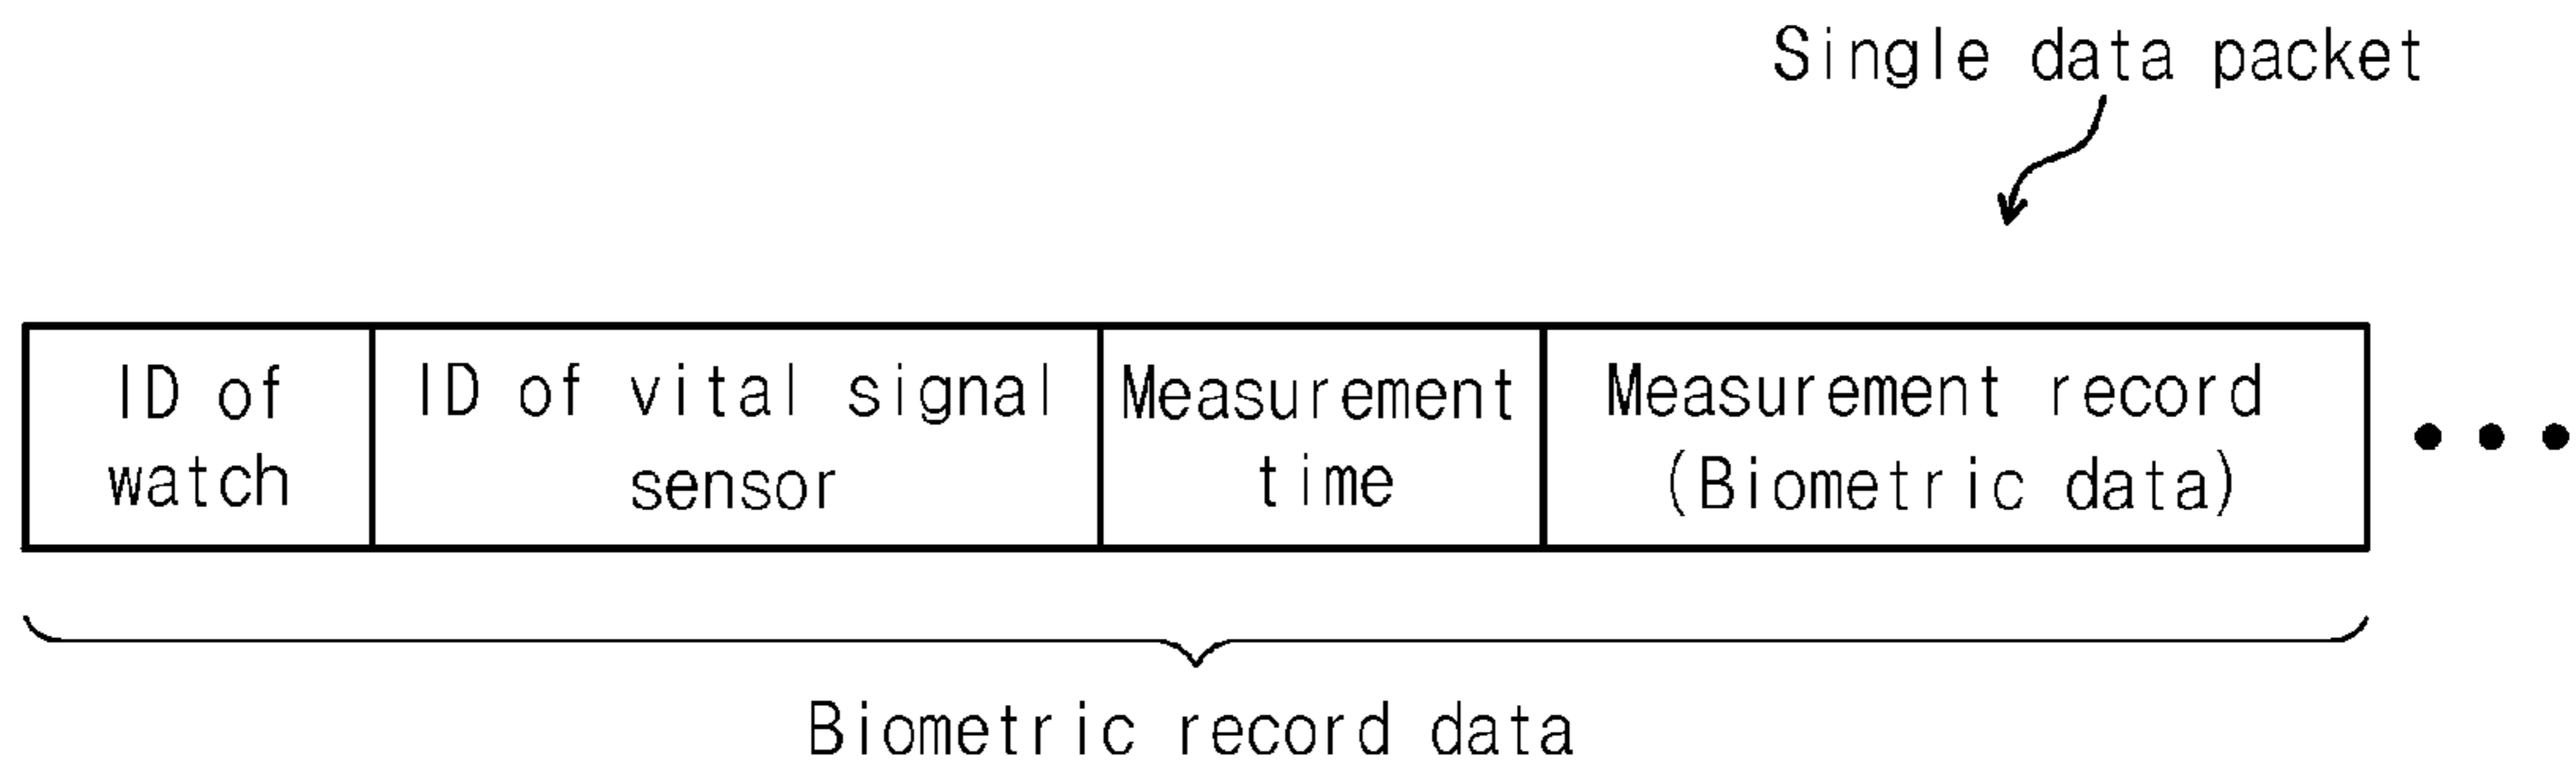 Single data packet
ID of
watch
ID of vital signal
sensor
Measurement
time
Measurement record
(Biometric data)
Biometric record data